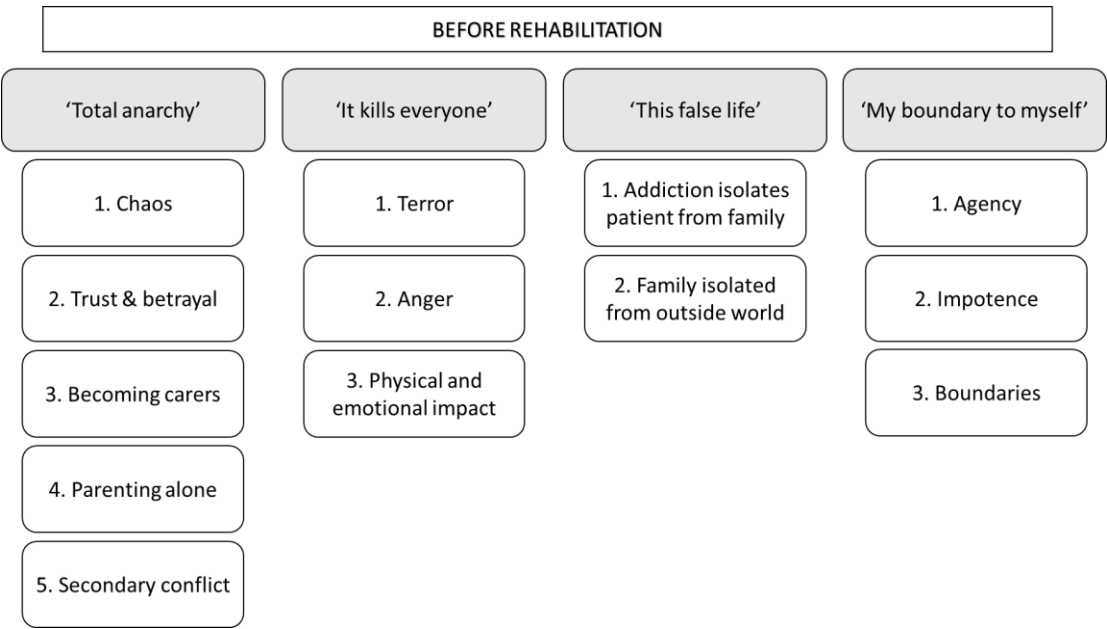 BEFORE REHABILITATION
‘Total anarchy’
1. Chaos
2. Trust & betrayal
3. Becoming carers
4. Parenting alone
5. Secondary conflict
‘It kills everyone’
1. Terror
2. Anger
3. Physical and
emotional impact
‘This false life’
1. Addiction isolates
patient from family
2. Family isolated
from outside world
‘My boundary to myself’
1. Agency
2. Impotence
3. Boundaries